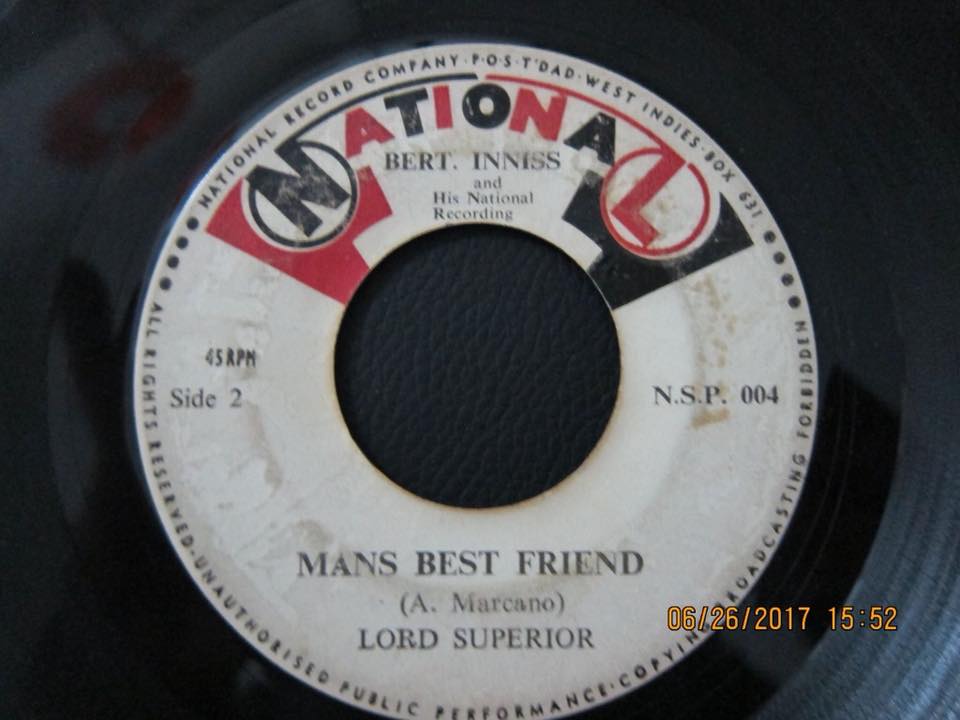 NATIONAL RECORD COMPANY·P·O·S·T'DAD·WEST INDIES·BOX 631.
NATIONAL
BERT. INNISS
and
His National
Recording
45 RPM
Side 2
N.S.P. 004
MANS BEST FRIEND
(A. Marcano)
LORD SUPERIOR
ALL RIGHTS RESERVED·UNAUTHORISED PUBLIC PERFORMANCE·COPYING BROADCASTING FORBIDDEN
06/26/2017 15:52